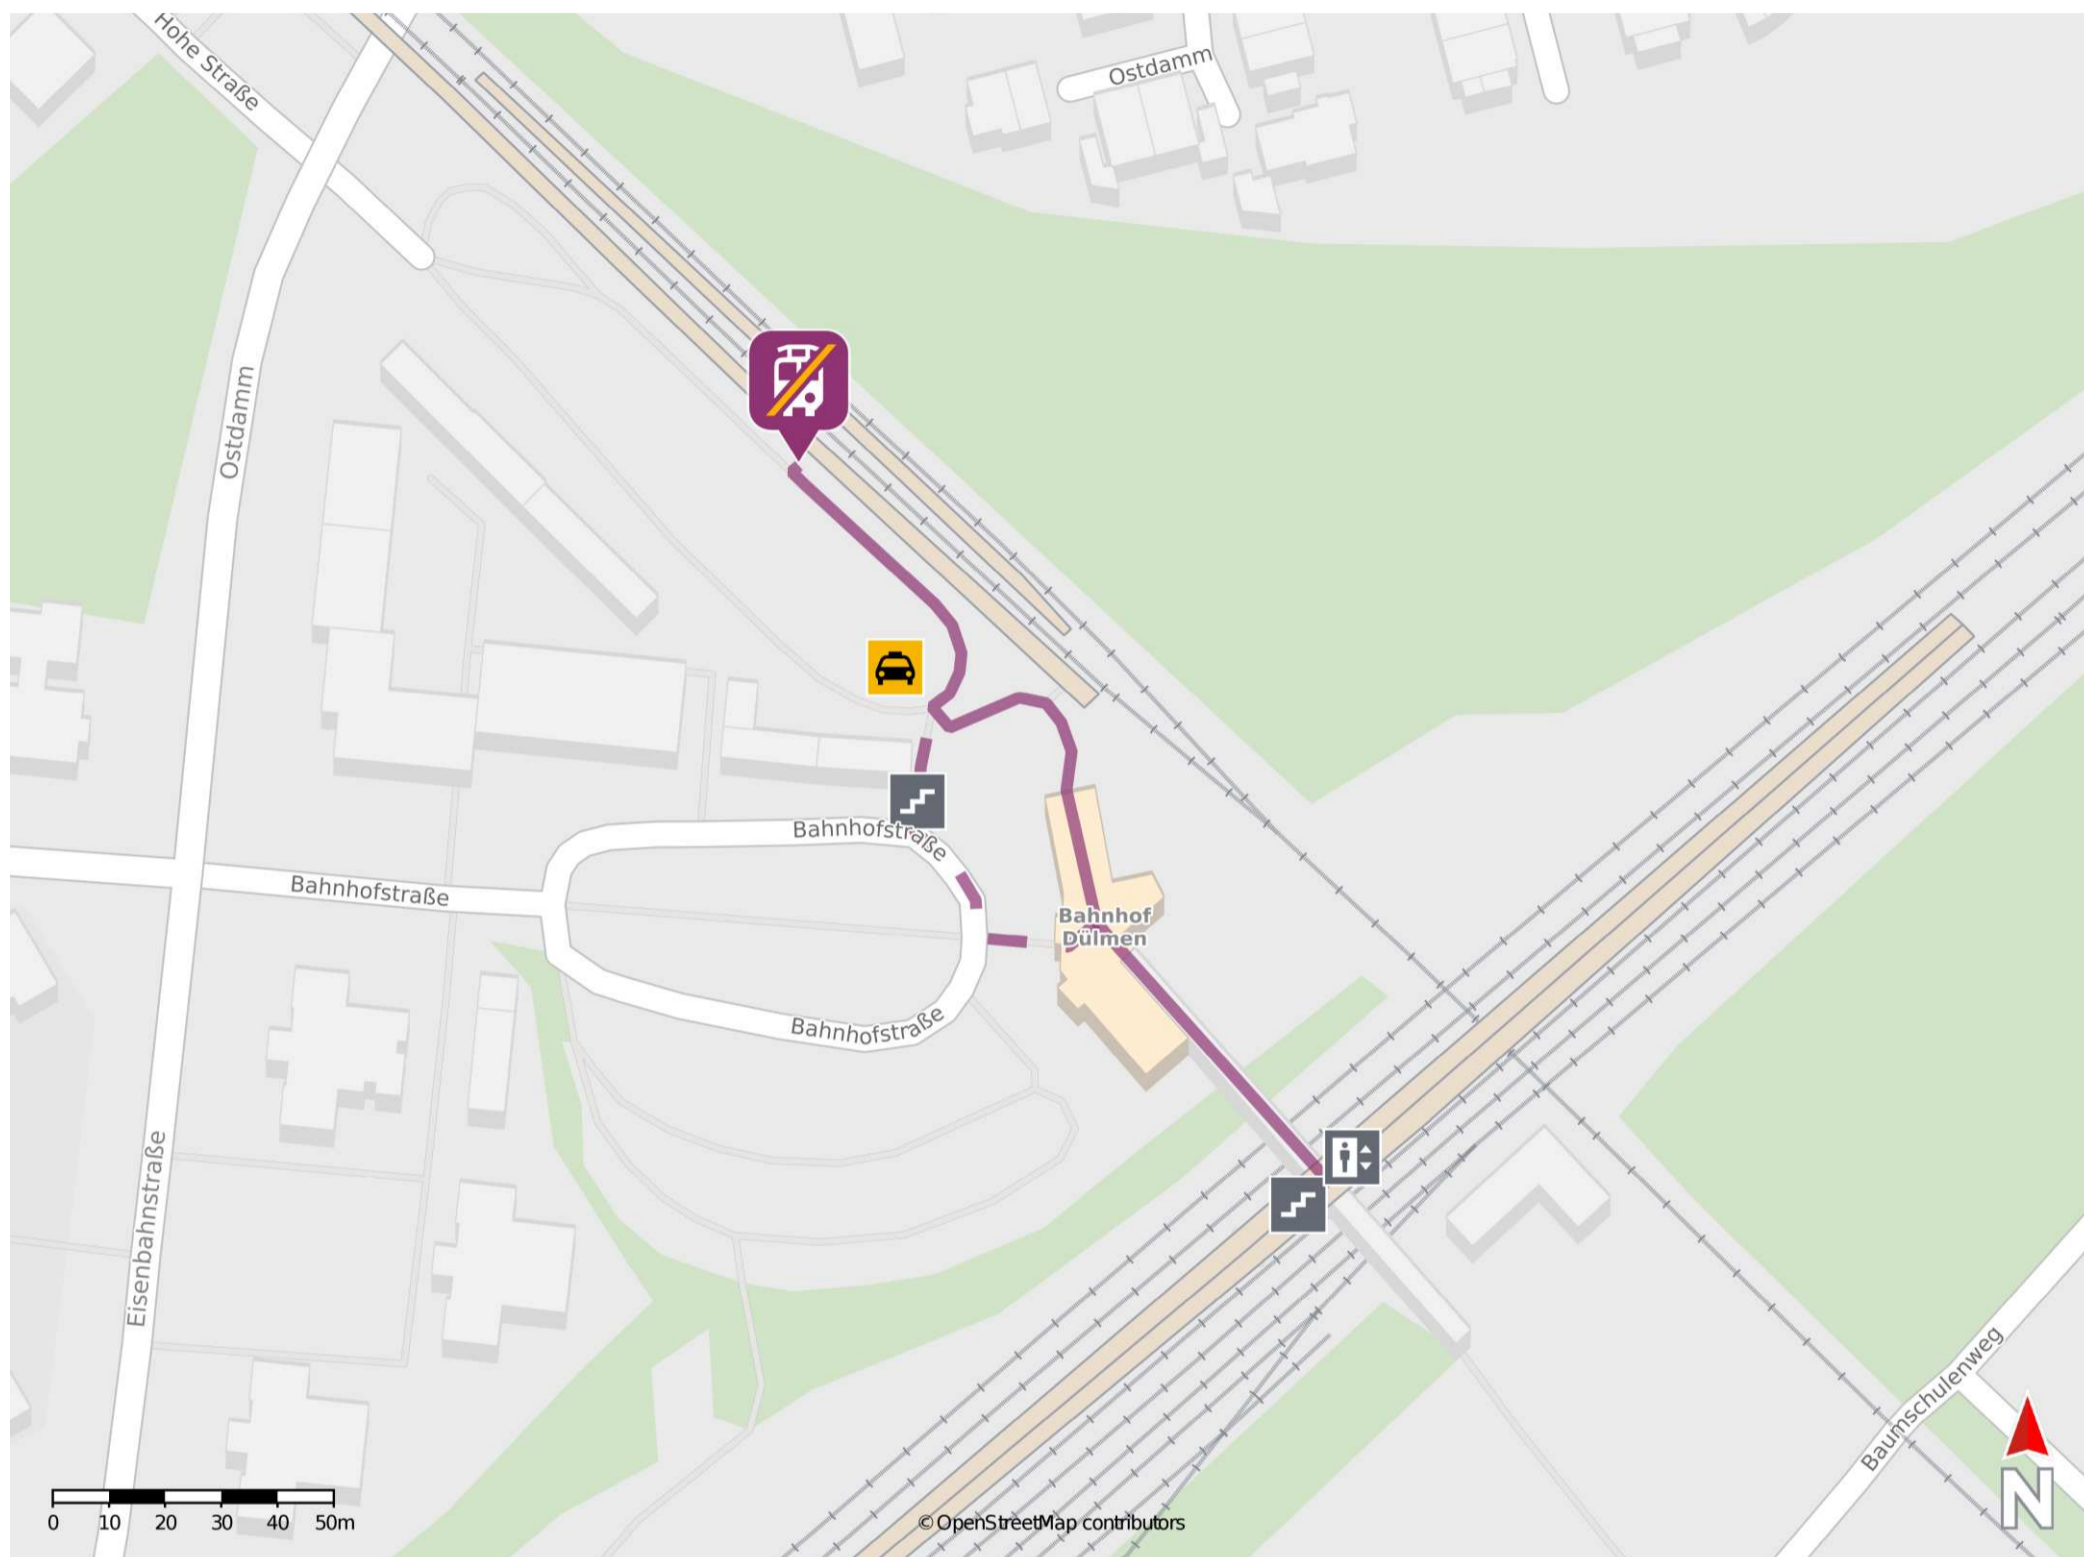 Hohe Straße
Ostdamm
Ostdamm
Bahnhofstraße
Bahnhofstraße
Bahnhof
Dülmen
Bahnhofstraße
Eisenbahnstraße
Baumschulenweg
N
0 10 20 30 40 50m
© OpenStreetMap contributors